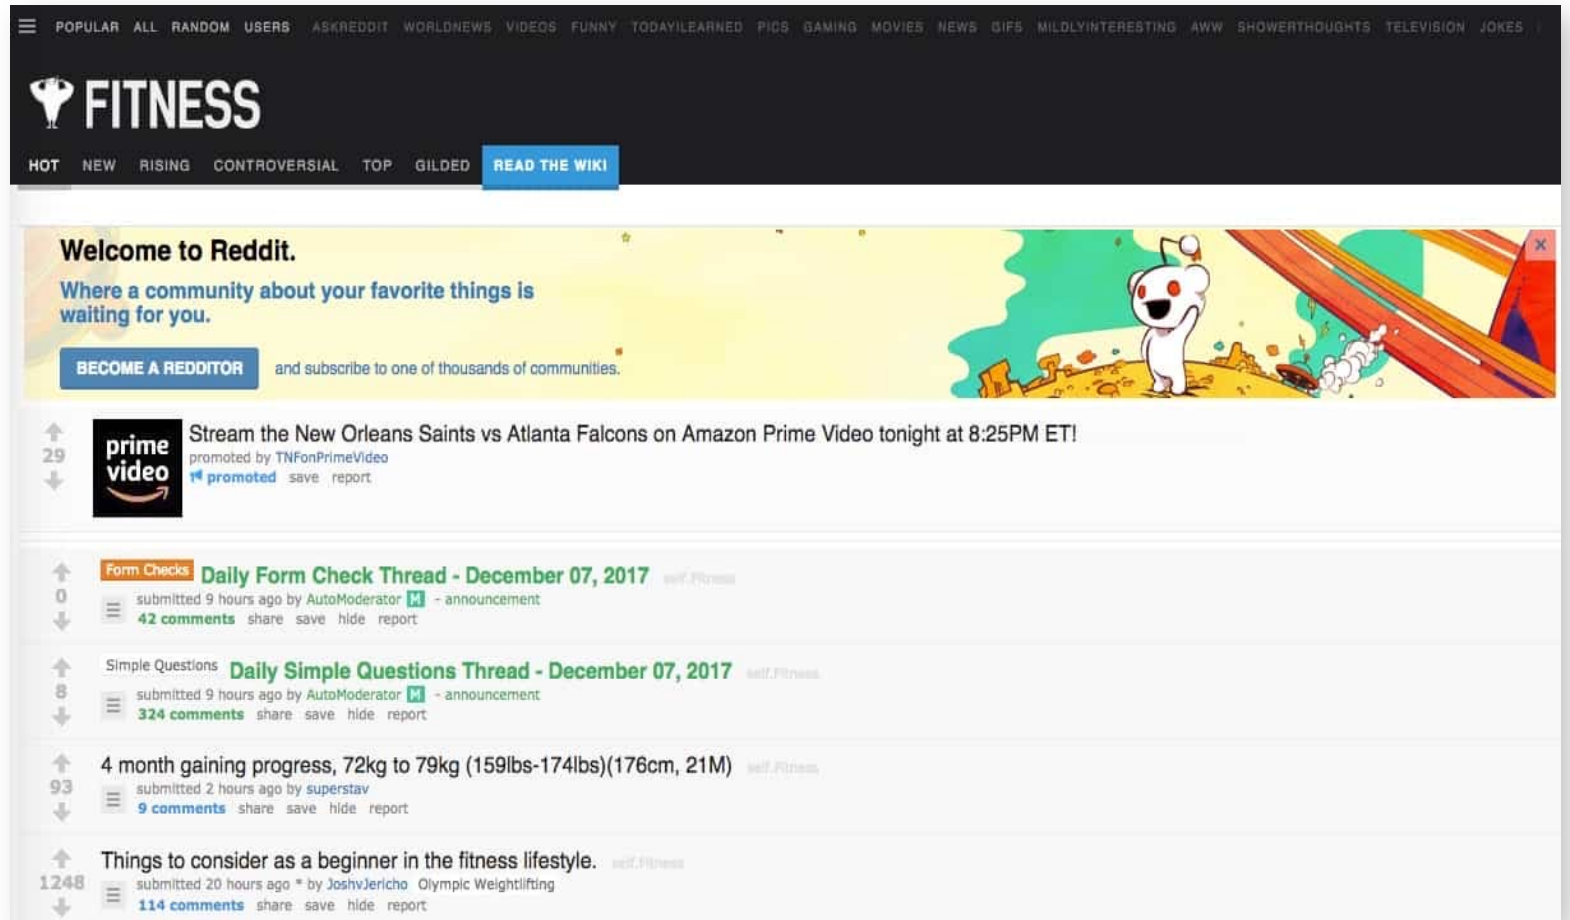 POPULAR ALL RANDOM USERS ASKREDDIT WORLDNEWS VIDEOS FUNNY TODAYILEARNED PICS GAMING MOVIES NEWS GIFS MILDLYINTERESTING AWW SHOWERTHOUGHTS TELEVISION JOKES
FITNESS
HOT NEW RISING CONTROVERSIAL TOP GILDED READ THE WIKI
Welcome to Reddit.
Where a community about your favorite things is
waiting for you.
BECOME A REDDITOR and subscribe to one of thousands of communities.
29
prime
video
Stream the New Orleans Saints vs Atlanta Falcons on Amazon Prime Video tonight at 8:25PM ET!
promoted by TNFonPrimeVideo
promoted save report
0
Form Checks Daily Form Check Thread - December 07, 2017 self.Fitness
submitted 9 hours ago by AutoModerator M - announcement
42 comments share save hide report
8
Simple Questions Daily Simple Questions Thread - December 07, 2017 self.Fitness
submitted 9 hours ago by AutoModerator M - announcement
324 comments share save hide report
93
4 month gaining progress, 72kg to 79kg (159lbs-174lbs)(176cm, 21M) self.Fitness
submitted 2 hours ago by superstav
9 comments share save hide report
1248
Things to consider as a beginner in the fitness lifestyle. self.Fitness
submitted 20 hours ago * by JoshvJericho Olympic Weightlifting
114 comments share save hide report